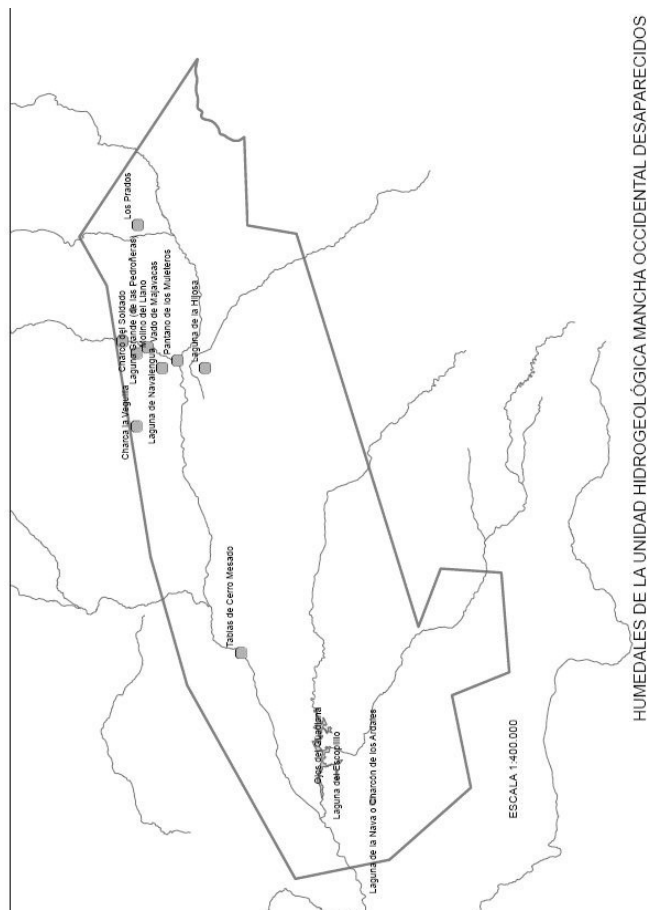 HUMEDALES DE LA UNIDAD HIDROGEOLÓGICA MANCHA OCCIDENTAL DESAPARECIDOS
Los Prados
Charco del Soldado
Laguna Grande (de las Pedroñeras)
Molino del Llano
Vado de Majavacas
Laguna de Navalengua
Pantano de los Muleteros
Laguna de la Hijosa
Charca la Veguilla
Tablas de Cerro Mesado
Ojos del Guadiana
Laguna del Escoplillo
Laguna de la Nava o Charcón de los Ardales
ESCALA 1:400.000